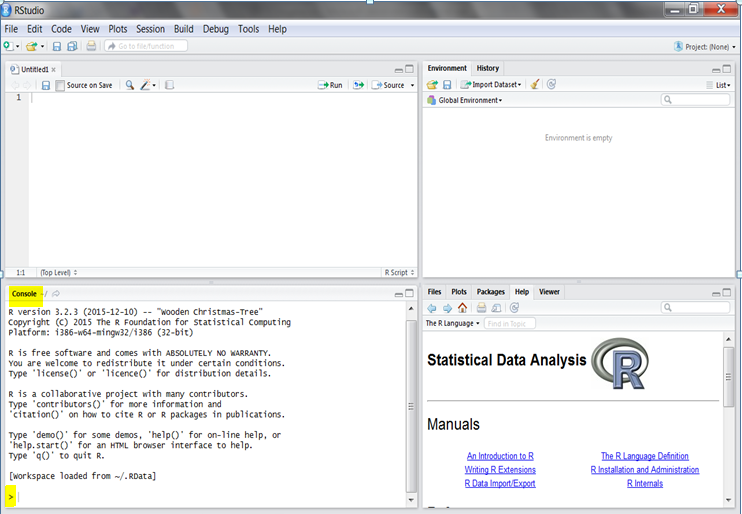 RStudio
File Edit Code View Plots Session Build Debug Tools Help
Go to file/function
Project: (None)
Untitled1
Source on Save
Run
Source
1
1:1 (Top Level)
R Script
Console ~/
R version 3.2.3 (2015-12-10) -- "Wooden Christmas-Tree"
Copyright (C) 2015 The R Foundation for Statistical Computing
Platform: i386-w64-mingw32/i386 (32-bit)
R is free software and comes with ABSOLUTELY NO WARRANTY.
You are welcome to redistribute it under certain conditions.
Type 'license()' or 'licence()' for distribution details.
R is a collaborative project with many contributors.
Type 'contributors()' for more information and
'citation()' on how to cite R or R packages in publications.
Type 'demo()' for some demos, 'help()' for on-line help, or
'help.start()' for an HTML browser interface to help.
Type 'q()' to quit R.
[Workspace loaded from ~/.RData]
>
Environment History
Import Dataset
List
Global Environment
Environment is empty
Files Plots Packages Help Viewer
The R Language
Find in Topic
Statistical Data Analysis R
Manuals
An Introduction to R
The R Language Definition
Writing R Extensions
R Installation and Administration
R Data Import/Export
R Internals